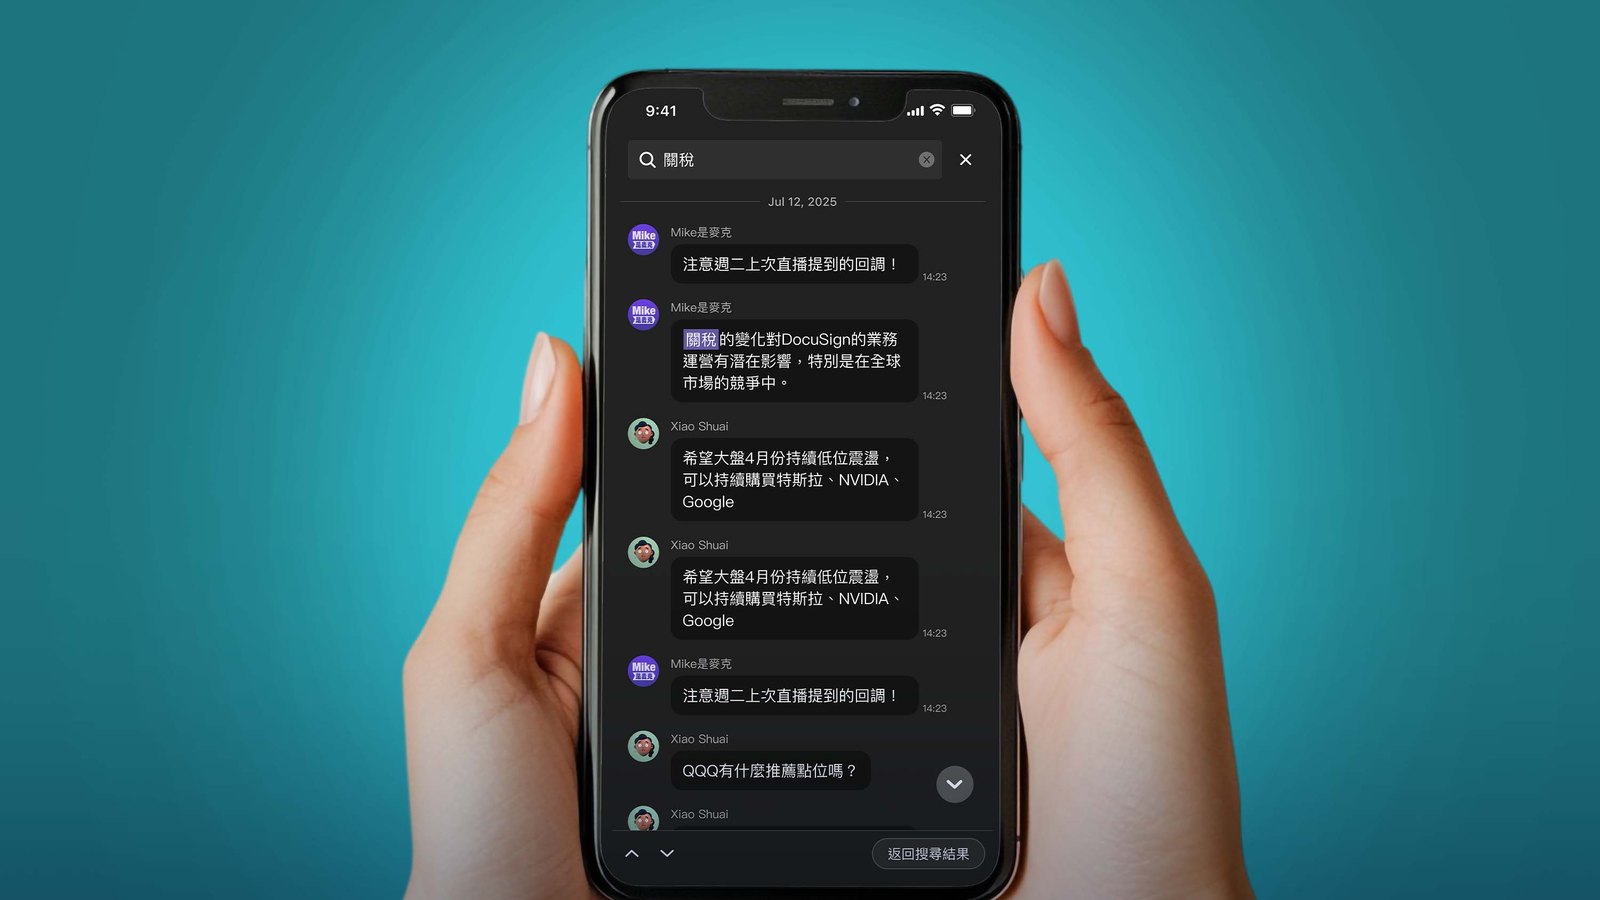 9:41
關稅
Jul 12, 2025
Mike是麥克
Mike
注意週二上次直播提到的回調！
14:23
Mike是麥克
Mike
關稅的變化對DocuSign的業務
運營有潛在影響，特別是在全球
市場的競爭中。
14:23
Xiao Shuai
希望大盤4月份持續低位震盪，
可以持續購買特斯拉、NVIDIA、
Google
14:23
Xiao Shuai
希望大盤4月份持續低位震盪，
可以持續購買特斯拉、NVIDIA、
Google
14:23
Mike是麥克
Mike
注意週二上次直播提到的回調！
14:23
Xiao Shuai
QQQ有什麼推薦點位嗎？
Xiao Shuai
返回搜尋結果